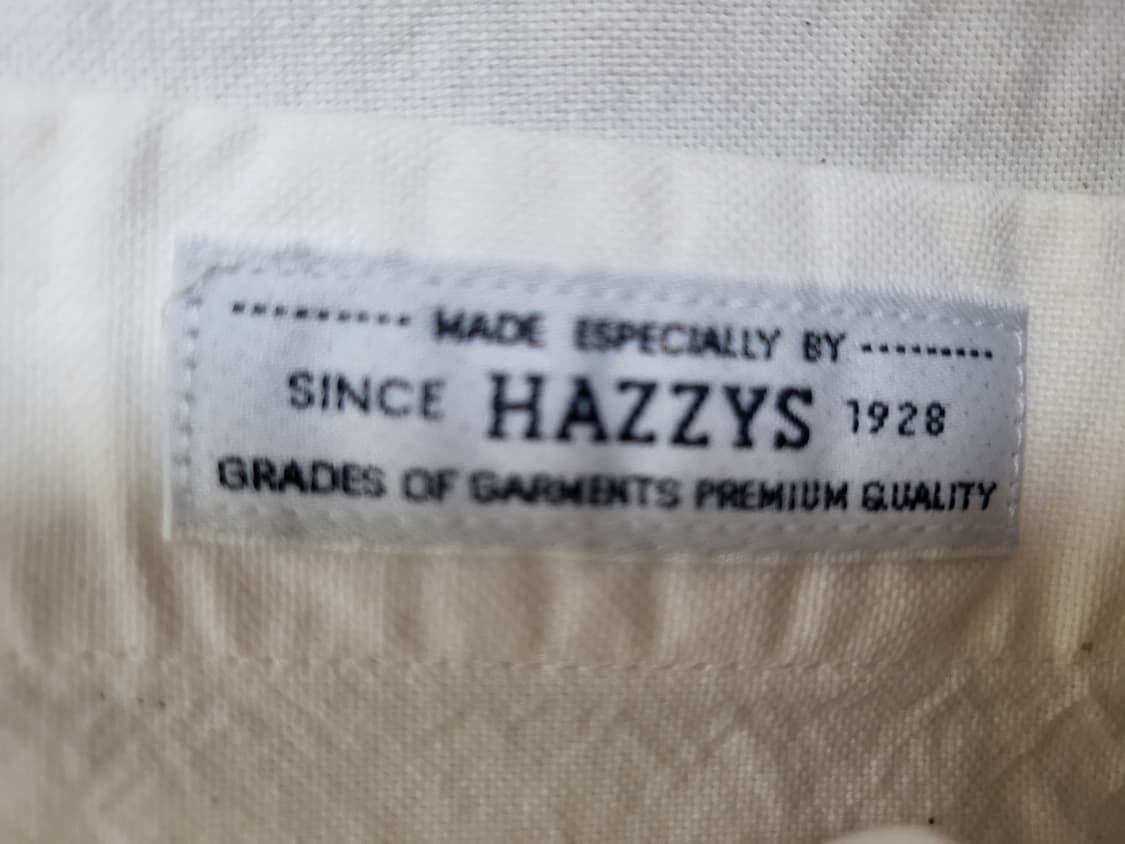 ---------- MADE ESPECIALLY BY ---------
SINCE HAZZYS 1928
GRADES OF GARMENTS PREMIUM QUALITY